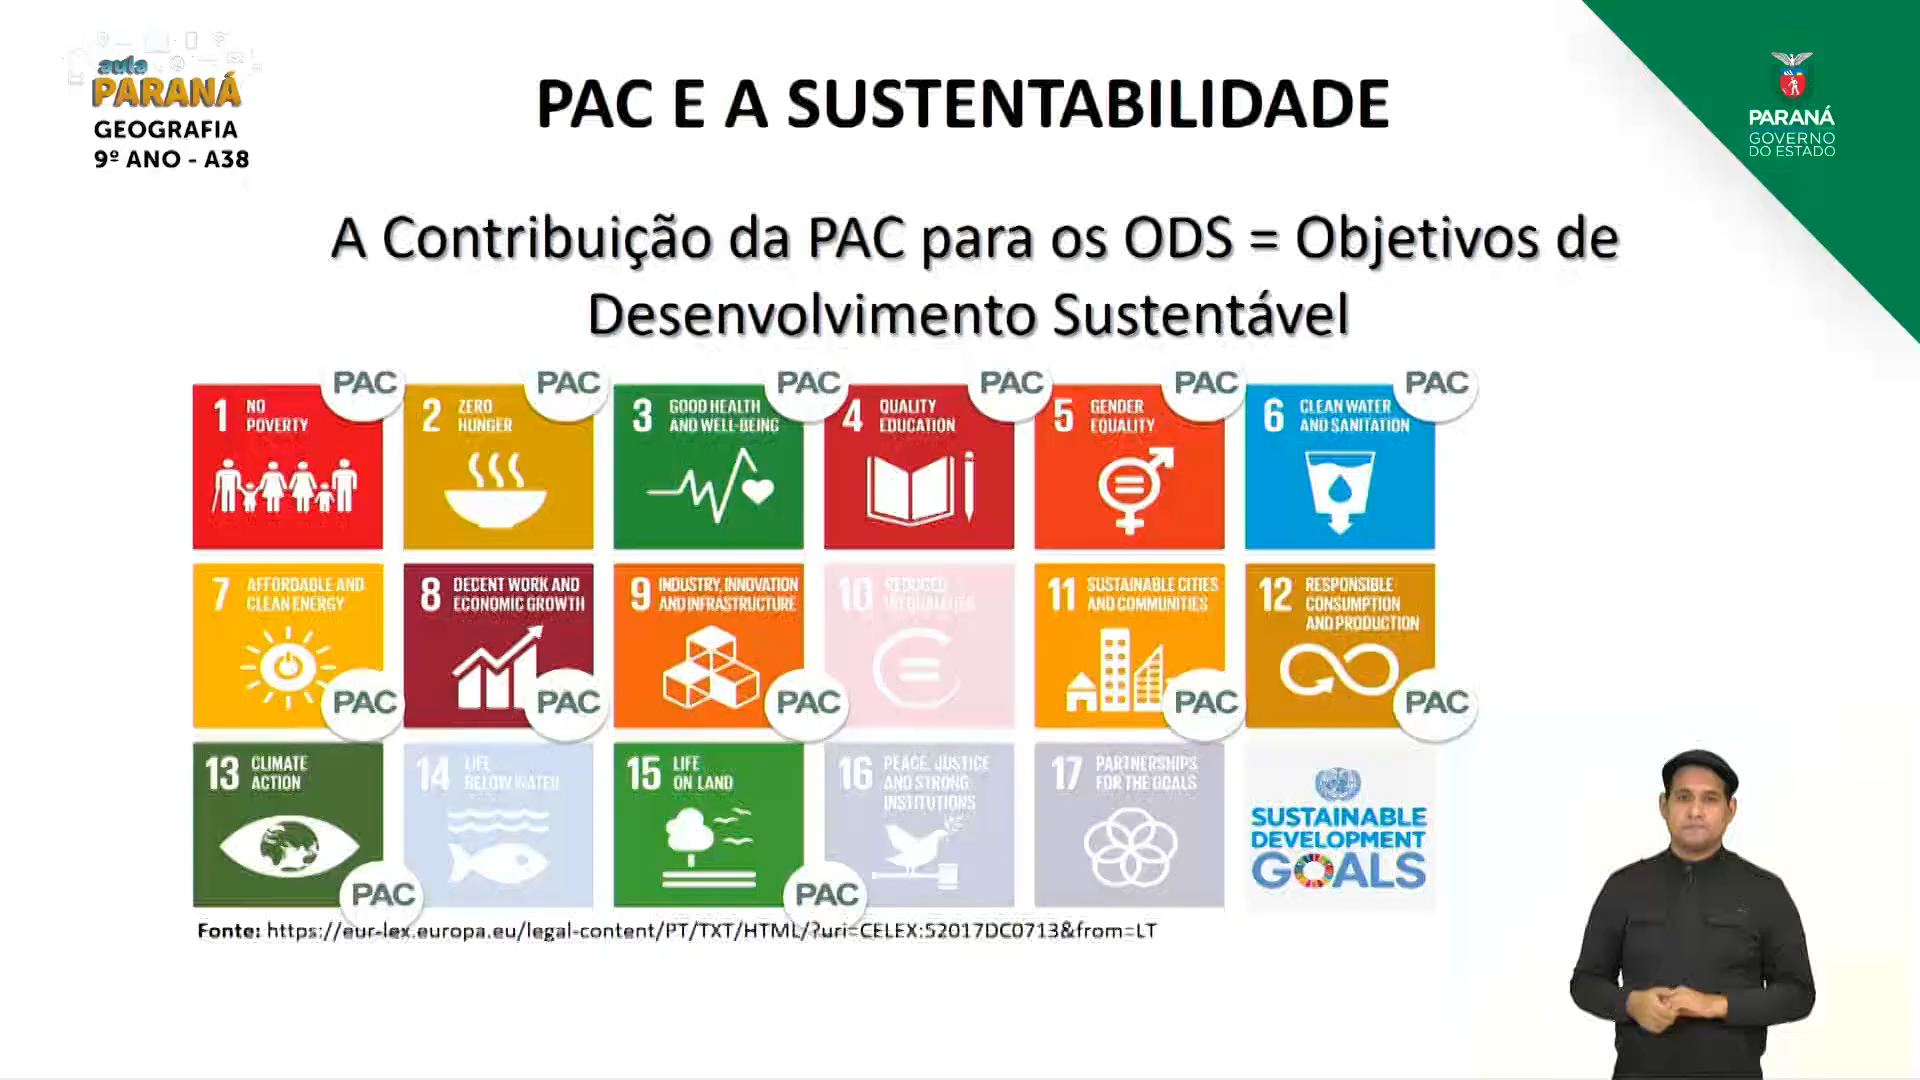 aula
PARANÁ
GEOGRAFIA
9º ANO - A38
PAC E A SUSTENTABILIDADE
PARANÁ
GOVERNO
DO ESTADO
A Contribuição da PAC para os ODS = Objetivos de
Desenvolvimento Sustentável
PAC PAC PAC PAC PAC PAC
1 NO
POVERTY
2 ZERO
HUNGER
3 GOOD HEALTH
AND WELL-BEING
4 QUALITY
EDUCATION
5 GENDER
EQUALITY
6 CLEAN WATER
AND SANITATION
7 AFFORDABLE AND
CLEAN ENERGY
8 DECENT WORK AND
ECONOMIC GROWTH
9 INDUSTRY, INNOVATION
AND INFRASTRUCTURE
10 REDUCED
INEQUALITIES
11 SUSTAINABLE CITIES
AND COMMUNITIES
12 RESPONSIBLE
CONSUMPTION
AND PRODUCTION
PAC PAC PAC PAC PAC
13 CLIMATE
ACTION
14 LIFE
BELOW WATER
15 LIFE
ON LAND
16 PEACE, JUSTICE
AND STRONG
INSTITUTIONS
17 PARTNERSHIPS
FOR THE GOALS
SUSTAINABLE
DEVELOPMENT
GOALS
PAC PAC
Fonte: https://eur-lex.europa.eu/legal-content/PT/TXT/HTML/?uri=CELEX:52017DC0713&from=LT